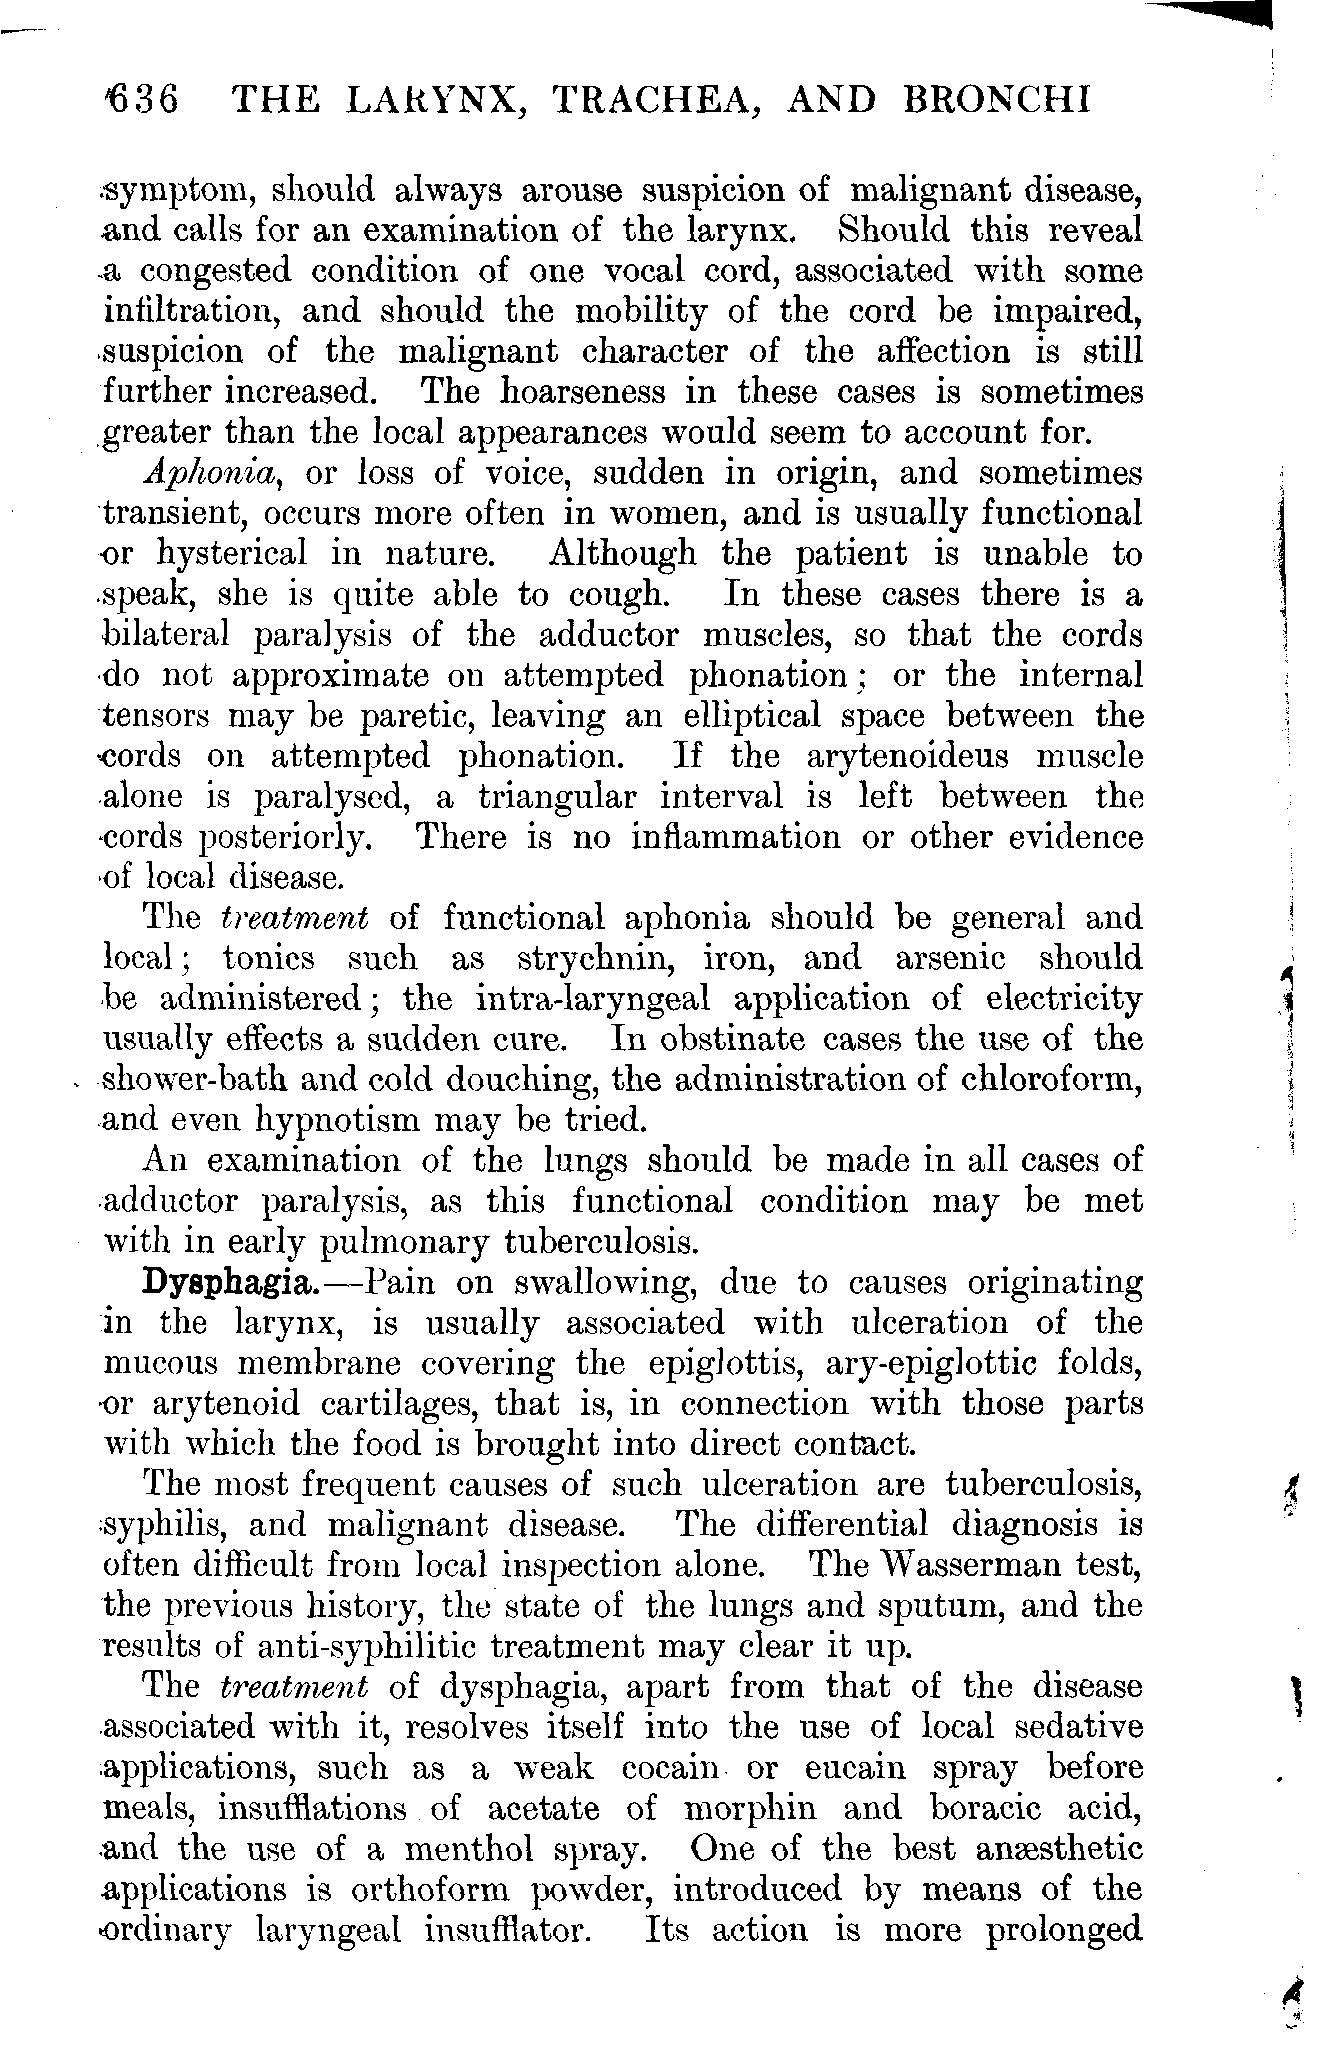 636 THE LARYNX, TRACHEA, AND BRONCHI
symptom, should always arouse suspicion of malignant disease,
and calls for an examination of the larynx. Should this reveal
a congested condition of one vocal cord, associated with some
infiltration, and should the mobility of the cord be impaired,
suspicion of the malignant character of the affection is still
further increased. The hoarseness in these cases is sometimes
greater than the local appearances would seem to account for.
Aphonia, or loss of voice, sudden in origin, and sometimes
transient, occurs more often in women, and is usually functional
or hysterical in nature. Although the patient is unable to
speak, she is quite able to cough. In these cases there is a
bilateral paralysis of the adductor muscles, so that the cords
do not approximate on attempted phonation; or the internal
tensors may be paretic, leaving an elliptical space between the
cords on attempted phonation. If the arytenoideus muscle
alone is paralysed, a triangular interval is left between the
cords posteriorly. There is no inflammation or other evidence
of local disease.
The treatment of functional aphonia should be general and
local; tonics such as strychnin, iron, and arsenic should
be administered; the intra-laryngeal application of electricity
usually effects a sudden cure. In obstinate cases the use of the
shower-bath and cold douching, the administration of chloroform,
and even hypnotism may be tried.
An examination of the lungs should be made in all cases of
adductor paralysis, as this functional condition may be met
with in early pulmonary tuberculosis.
Dysphagia.—Pain on swallowing, due to causes originating
in the larynx, is usually associated with ulceration of the
mucous membrane covering the epiglottis, ary-epiglottic folds,
or arytenoid cartilages, that is, in connection with those parts
with which the food is brought into direct contact.
The most frequent causes of such ulceration are tuberculosis,
syphilis, and malignant disease. The differential diagnosis is
often difficult from local inspection alone. The Wasserman test,
the previous history, the state of the lungs and sputum, and the
results of anti-syphilitic treatment may clear it up.
The treatment of dysphagia, apart from that of the disease
associated with it, resolves itself into the use of local sedative
applications, such as a weak cocain or eucain spray before
meals, insufflations of acetate of morphin and boracic acid,
and the use of a menthol spray. One of the best anæsthetic
applications is orthoform powder, introduced by means of the
ordinary laryngeal insufflator. Its action is more prolonged